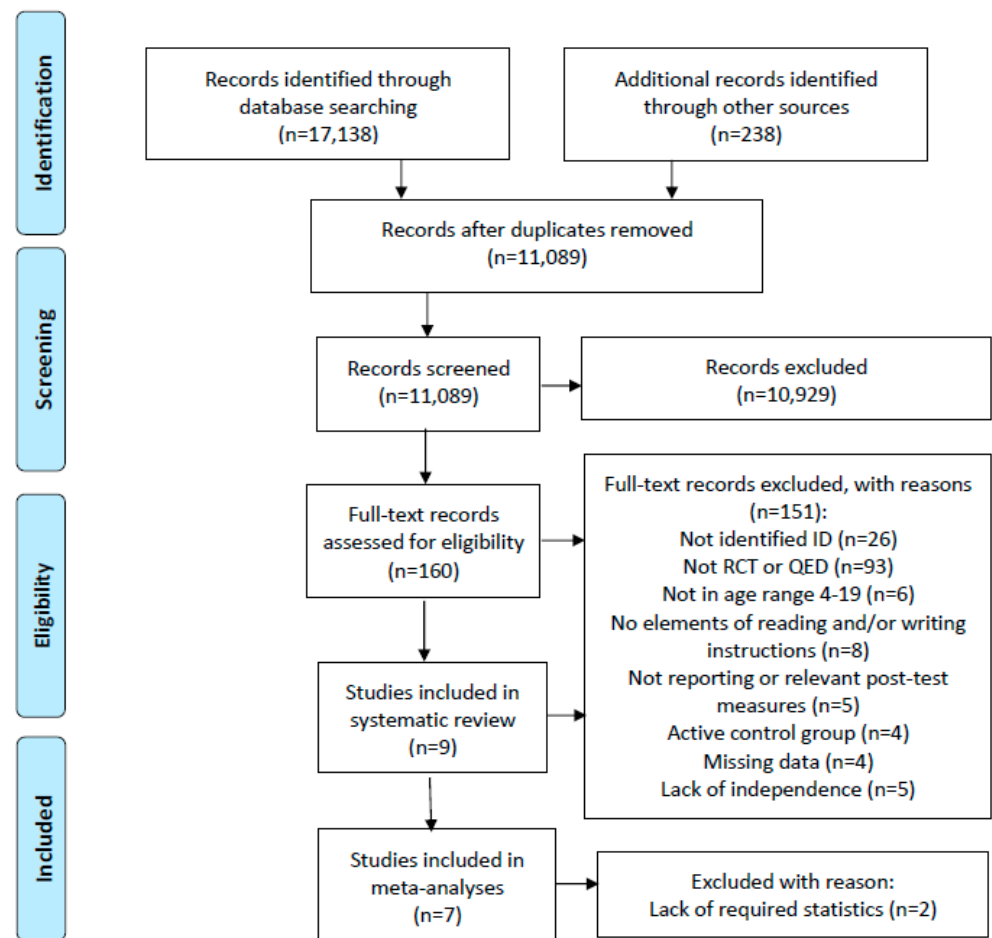 Identification
Records identified through
database searching
(n=17,138)
Additional records identified
through other sources
(n=238)
Records after duplicates removed
(n=11,089)
Screening
Records screened
(n=11,089)
Records excluded
(n=10,929)
Eligibility
Full-text records
assessed for eligibility
(n=160)
Full-text records excluded, with reasons
(n=151):
Not identified ID (n=26)
Not RCT or QED (n=93)
Not in age range 4-19 (n=6)
No elements of reading and/or writing
instructions (n=8)
Not reporting or relevant post-test
measures (n=5)
Active control group (n=4)
Missing data (n=4)
Lack of independence (n=5)
Studies included in
systematic review
(n=9)
Included
Studies included in
meta-analyses
(n=7)
Excluded with reason:
Lack of required statistics (n=2)